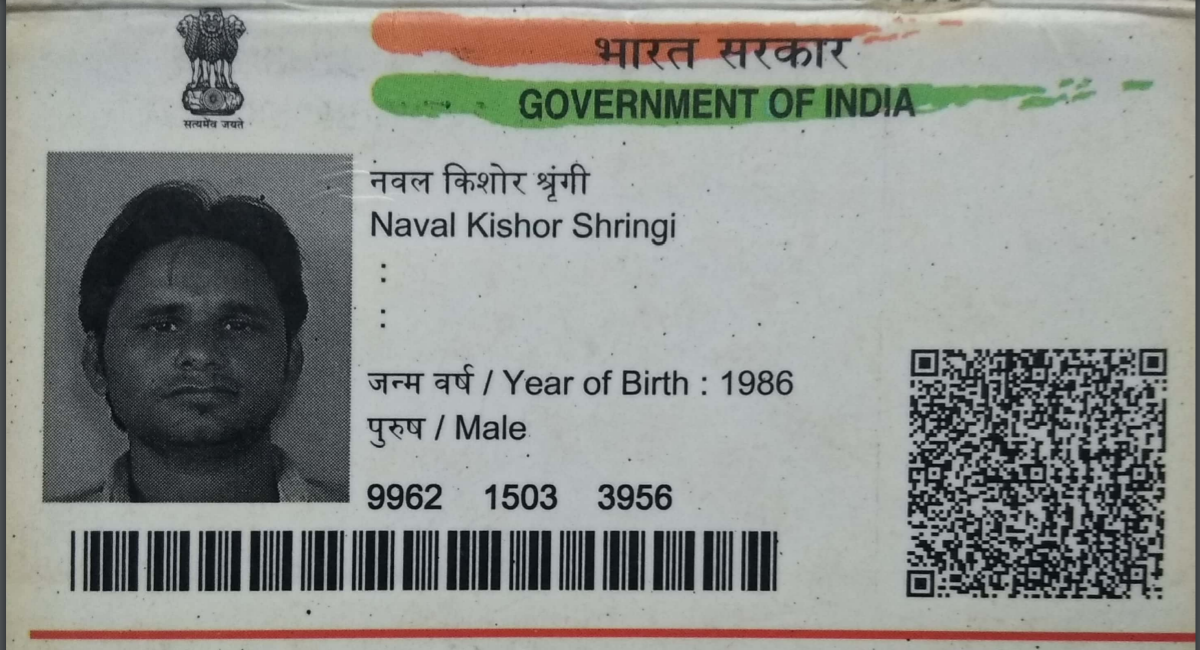 सत्यमेव जयते
भारत सरकार
GOVERNMENT OF INDIA
नवल किशोर श्रृंगी
Naval Kishor Shringi
:
:
जन्म वर्ष / Year of Birth : 1986
पुरुष / Male
9962 1503 3956